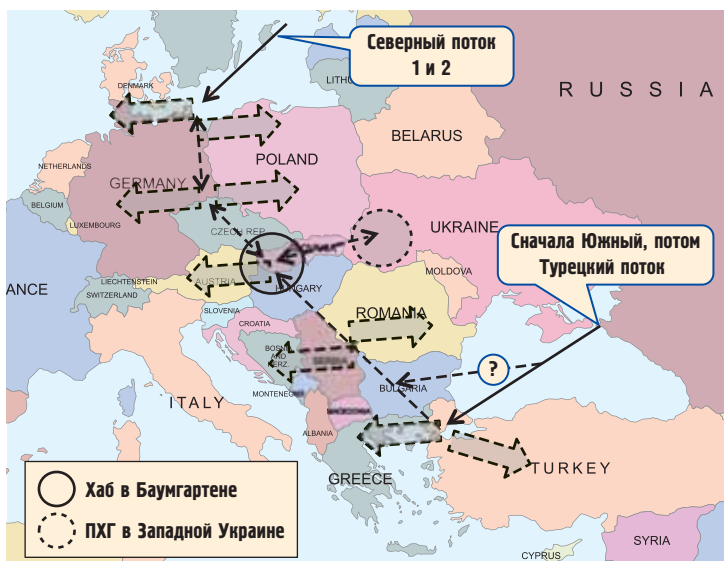 Северный поток
1 и 2
DENMARK
LITHU
RUSSIA
BELARUS
NETHERLANDS
POLAND
GERMANY
BELGIUM
UKRAINE
LUXEMBOURG
CZECH REP.
Сначала Южный, потом
Турецкий поток
MOLDOVA
LIECHTENSTEIN
AUSTRIA
ANCE
SWITZERLAND
HUNGARY
SLOVENIA
ROMANIA
CROATIA
BOSNIA
AND
HERZ.
SERBIA
?
BULGARIA
MONTENEG
ITALY
MACEDONIA
ALBANIA
GREECE
TURKEY
Хаб в Баумгартене
ПХГ в Западной Украине
SYRIA
CYPRUS